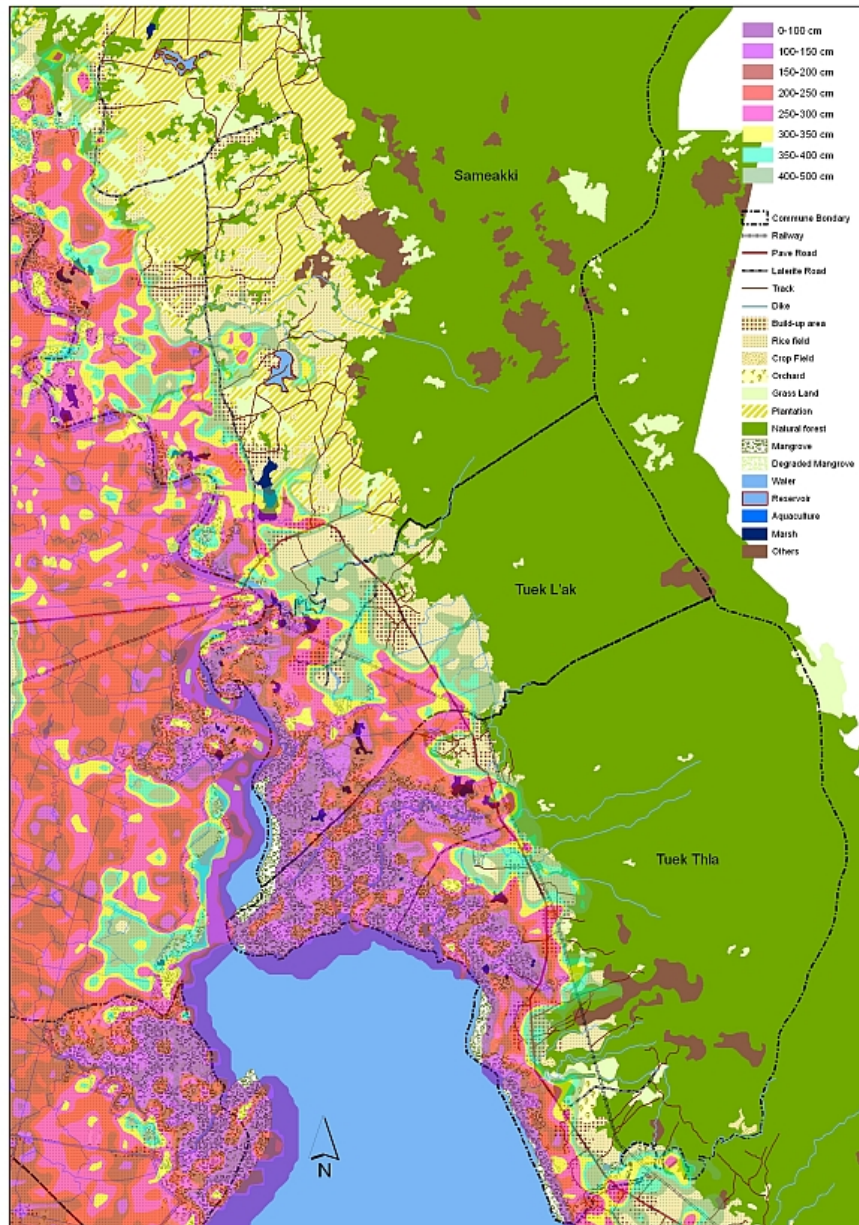 0-100 cm
100-150 cm
150-200 cm
200-250 cm
250-300 cm
300-350 cm
350-400 cm
400-500 cm
Commune Bondary
Railway
Pave Road
Laterite Road
Track
Dike
Build-up area
Rice field
Crop Field
Orchard
Grass Land
Plantation
Natural forest
Mangrove
Degraded Mangrove
Water
Reservoir
Aquaculture
Marsh
Others
Sameakki
Tuek L'ak
Tuek Thla
N